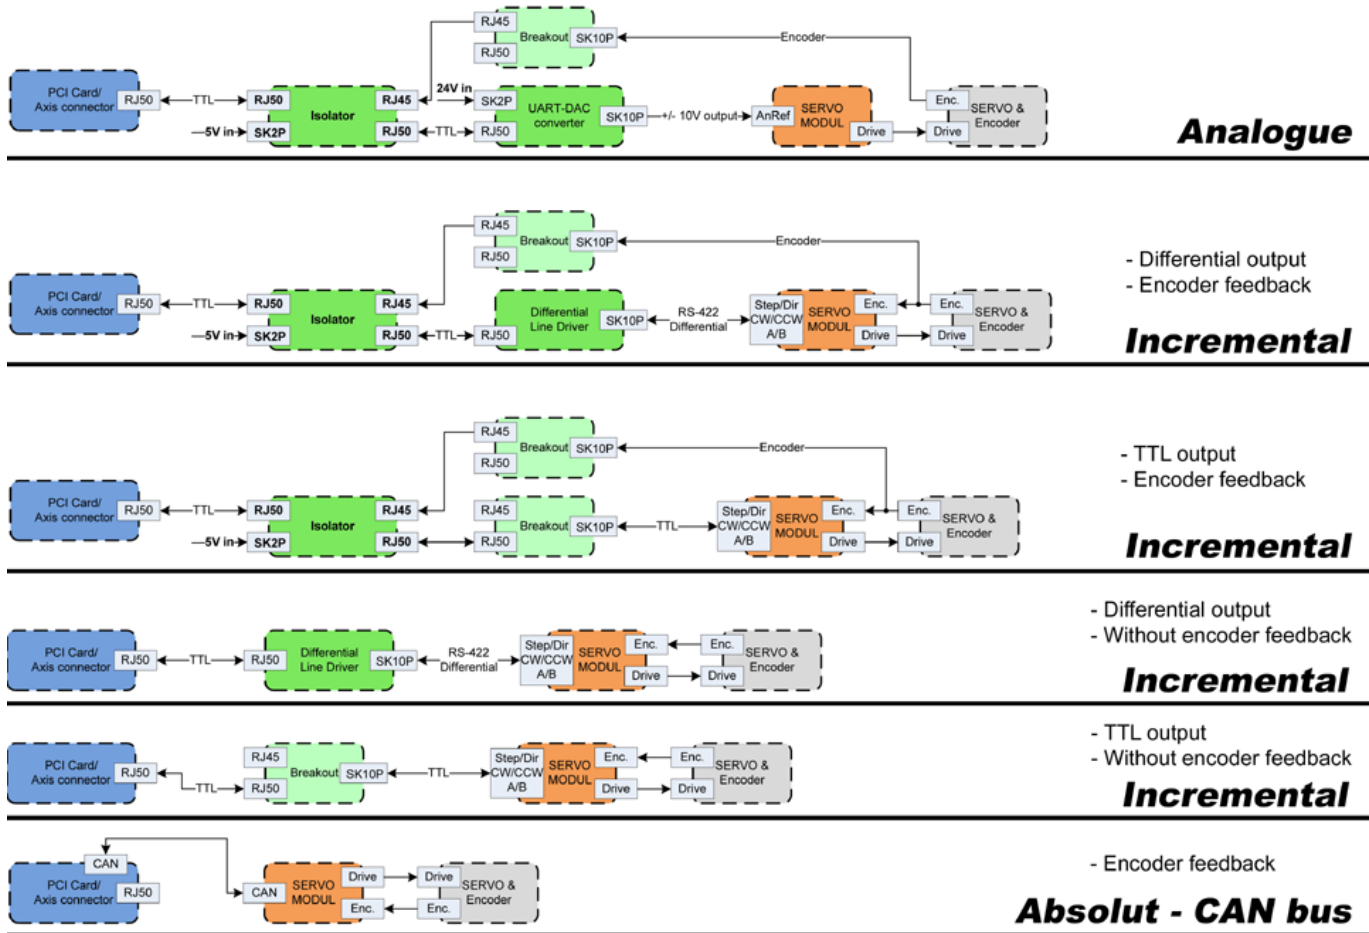 RJ45
Breakout
SK10P
RJ50
Encoder
PCI Card/
Axis connector
RJ50
TTL
RJ50
Isolator
RJ45
5V in
SK2P
RJ50
TTL
24V in
SK2P
UART-DAC
converter
RJ50
SK10P
+/- 10V output
AnRef
SERVO
MODUL
Drive
Enc.
SERVO &
Encoder
Drive
Analogue
RJ45
Breakout
SK10P
RJ50
Encoder
PCI Card/
Axis connector
RJ50
TTL
RJ50
Isolator
RJ45
5V in
SK2P
RJ50
TTL
RJ50
Differential
Line Driver
SK10P
RS-422
Differential
Step/Dir
CW/CCW
A/B
SERVO
MODUL
Enc.
Drive
Enc.
SERVO &
Encoder
Drive
- Differential output
- Encoder feedback
Incremental
RJ45
Breakout
SK10P
RJ50
Encoder
PCI Card/
Axis connector
RJ50
TTL
RJ50
Isolator
RJ45
5V in
SK2P
RJ50
RJ45
Breakout
SK10P
RJ50
TTL
Step/Dir
CW/CCW
A/B
SERVO
MODUL
Enc.
Drive
Enc.
SERVO &
Encoder
Drive
- TTL output
- Encoder feedback
Incremental
PCI Card/
Axis connector
RJ50
TTL
RJ50
Differential
Line Driver
SK10P
RS-422
Differential
Step/Dir
CW/CCW
A/B
SERVO
MODUL
Enc.
Drive
Enc.
SERVO &
Encoder
Drive
- Differential output
- Without encoder feedback
Incremental
PCI Card/
Axis connector
RJ50
TTL
RJ45
Breakout
SK10P
RJ50
TTL
Step/Dir
CW/CCW
A/B
SERVO
MODUL
Enc.
Drive
Enc.
SERVO &
Encoder
Drive
- TTL output
- Without encoder feedback
Incremental
CAN
PCI Card/
Axis connector
RJ50
CAN
SERVO
MODUL
Drive
Enc.
Drive
SERVO &
Encoder
Enc.
- Encoder feedback
Absolut - CAN bus